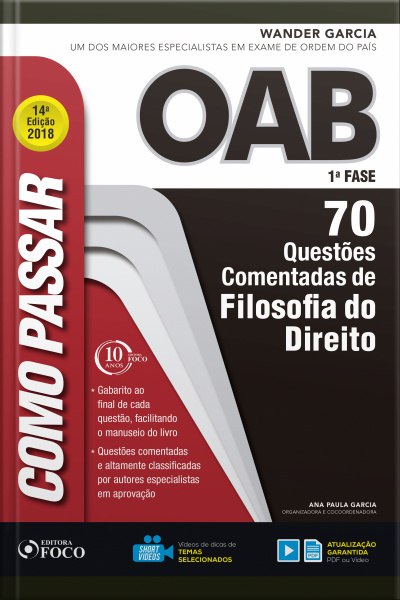 WANDER GARCIA
UM DOS MAIORES ESPECIALISTAS EM EXAME DE ORDEM DO PAÍS
OAB
1ª FASE
14ª
Edição
2018
COMO PASSAR
70
Questões
Comentadas de
Filosofia do
Direito
10
ANOS
EDITORA
FOCO
* Gabarito ao
final de cada
questão, facilitando
o manuseio do livro
* Questões comentadas
e altamente classificadas
por autores especialistas
em aprovação
ANA PAULA GARCIA
ORGANIZADORA E COCOORDENADORA
EDITORA
FOCO
SHORT
VIDEOS
Vídeos de dicas de
TEMAS
SELECIONADOS
PDF
ATUALIZAÇÃO
GARANTIDA
PDF ou Vídeo